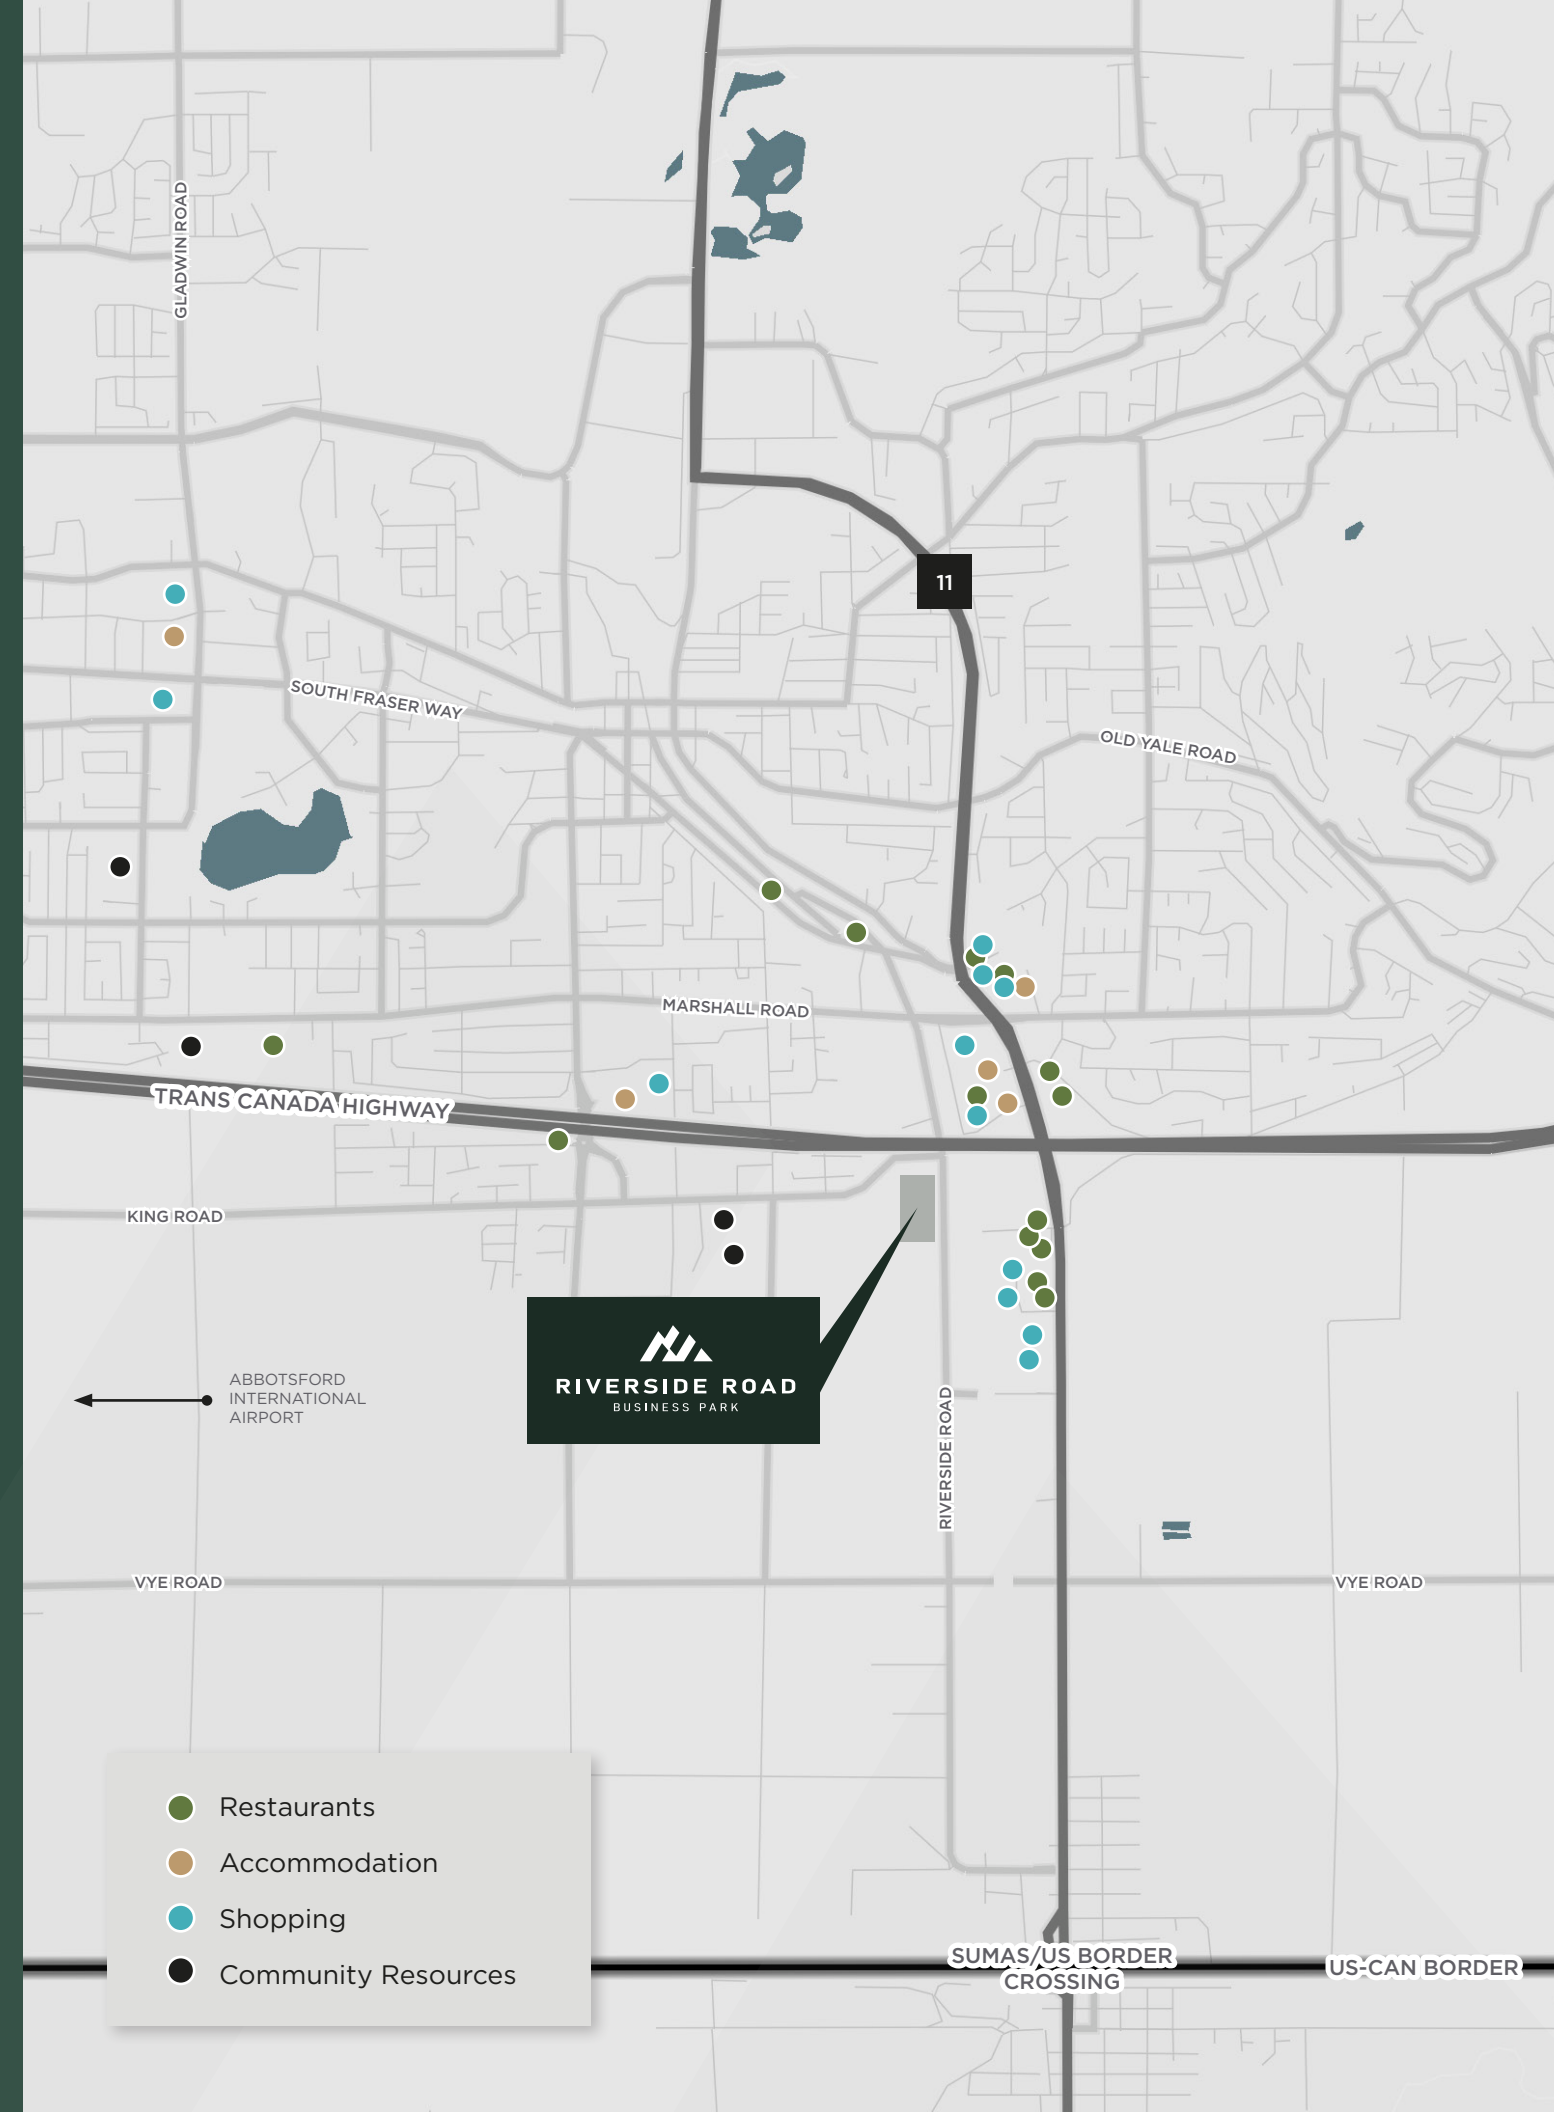 GLADWIN ROAD
11
SOUTH FRASER WAY
OLD YALE ROAD
MARSHALL ROAD
TRANS CANADA HIGHWAY
KING ROAD
RIVERSIDE ROAD
BUSINESS PARK
ABBOTSFORD
INTERNATIONAL
AIRPORT
RIVERSIDE ROAD
VYE ROAD
VYE ROAD
Restaurants
Accommodation
Shopping
Community Resources
SUMAS/US BORDER
CROSSING
US-CAN BORDER